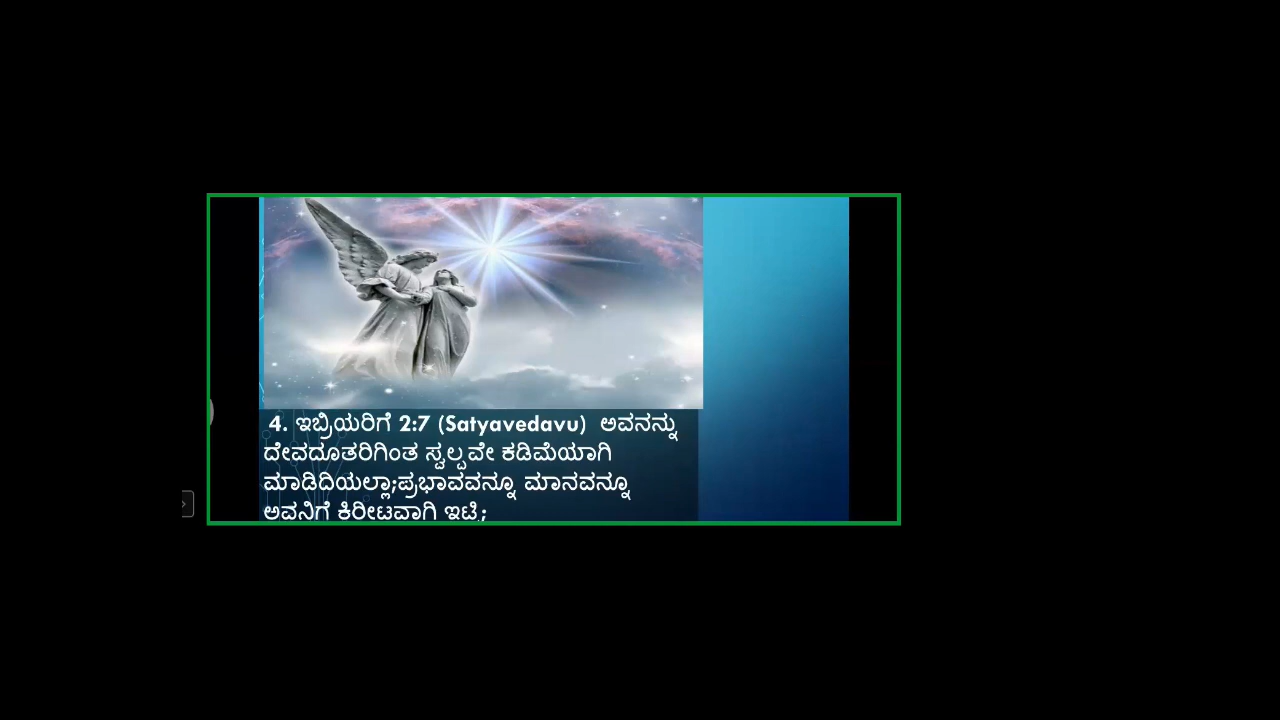 4. ಇಬ್ರಿಯರಿಗೆ 2:7 (Satyavedavu) ಅವನನ್ನು
ದೇವದೂತರಿಗಿಂತ ಸ್ವಲ್ಪವೇ ಕಡಿಮೆಯಾಗಿ
ಮಾಡಿದಿಯಲ್ಲಾ;ಪ್ರಭಾವವನ್ನೂ ಮಾನವನ್ನೂ
ಅವನಿಗೆ ಕಿರೀಟವಾಗಿ ಇಟ್ಟಿ;